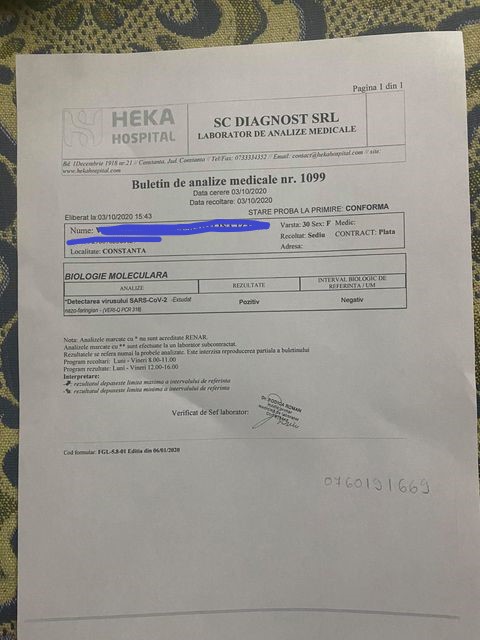 Pagina 1 din 1
HEKA
HOSPITAL
SC DIAGNOST SRL
LABORATOR DE ANALIZE MEDICALE
Bd. 1Decembrie 1918 nr.21 // Constanta, Jud. Constanta // Tel/Fax: 0733334352 // Email: contact@hekahospital.com // site:
www.hekahospital.com
Buletin de analize medicale nr. 1099
Data cerere 03/10/2020
Data recoltare: 03/10/2020
Eliberat la:03/10/2020 15:43
STARE PROBA LA PRIMIRE: CONFORMA
Nume:
Varsta: 30 Sex: F Medic:
Recoltat: Sediu CONTRACT: Plata
Localitate: CONSTANTA
Adresa:
BIOLOGIE MOLECULARA
ANALIZE REZULTATE INTERVAL BIOLOGIC DE REFERINTA / UM
*Detectarea virusului SARS-CoV-2 -Exudat Pozitiv Negativ
nazo-faringian - (VERI-Q PCR 316)
Nota: Analizele marcate cu * nu sunt acreditate RENAR.
Analizele marcate cu ** sunt efectuate la un laborator subcontractat.
Rezultatele se refera numai la probele analizate. Este interzisa reproducerea partiala a buletinului
Program recoltari: Luni - Vineri 8.00-11.00
Program rezultate: Luni - Vineri 12.00-16.00
Interpretare:
: rezultatul depaseste limita maxima a intervalului de referinta
: rezultatul depaseste limita minima a intervalului de referinta
Verificat de Sef laborator:
Dr. RODICA ROMAN
medic primar
medicina de laborator
Cod formular: FGL-5.8-01 Editia din 06/01/2020
0760191669